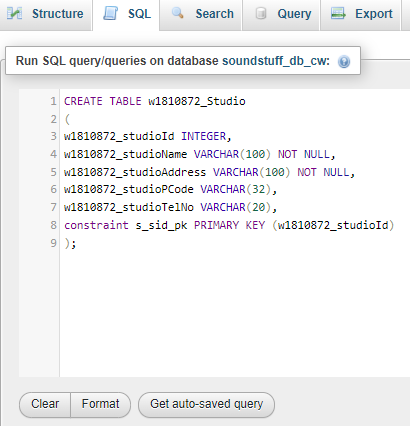 Structure SQL Search Query Export
Run SQL query/queries on database soundstuff_db_cw:
1 CREATE TABLE w1810872_Studio
2 (
3 w1810872_studioId INTEGER,
4 w1810872_studioName VARCHAR(100) NOT NULL,
5 w1810872_studioAddress VARCHAR(100) NOT NULL,
6 w1810872_studioPCode VARCHAR(32),
7 w1810872_studioTelNo VARCHAR(20),
8 constraint s_sid_pk PRIMARY KEY (w1810872_studioId)
9 );
Clear Format Get auto-saved query